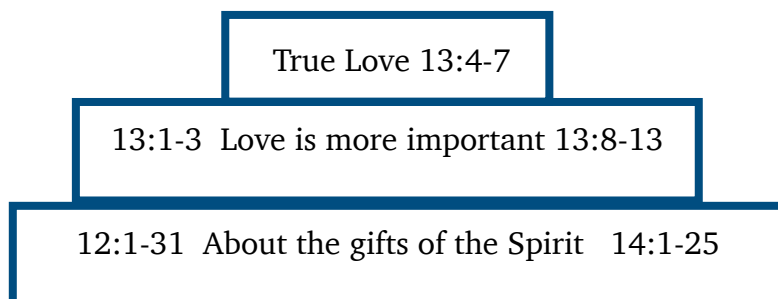 True Love 13:4-7
13:1-3 Love is more important 13:8-13
12:1-31 About the gifts of the Spirit 14:1-25